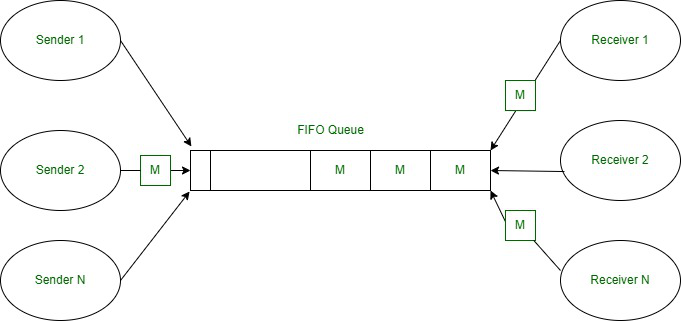 Sender 1
Receiver 1
M
FIFO Queue
Sender 2
M
M
M
M
Receiver 2
M
Sender N
Receiver N